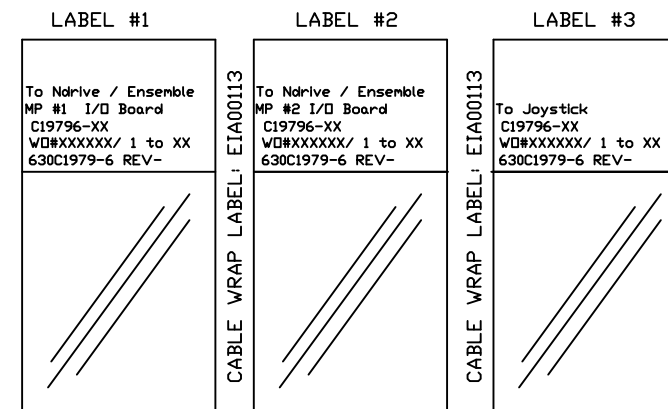 LABEL #1
To Ndrive / Ensemble
MP #1 I/O Board
C19796-XX
WO#XXXXXX/ 1 to XX
630C1979-6 REV-
CABLE WRAP LABEL: EIA00113
LABEL #2
To Ndrive / Ensemble
MP #2 I/O Board
C19796-XX
WO#XXXXXX/ 1 to XX
630C1979-6 REV-
CABLE WRAP LABEL: EIA00113
LABEL #3
To Joystick
C19796-XX
WO#XXXXXX/ 1 to XX
630C1979-6 REV-